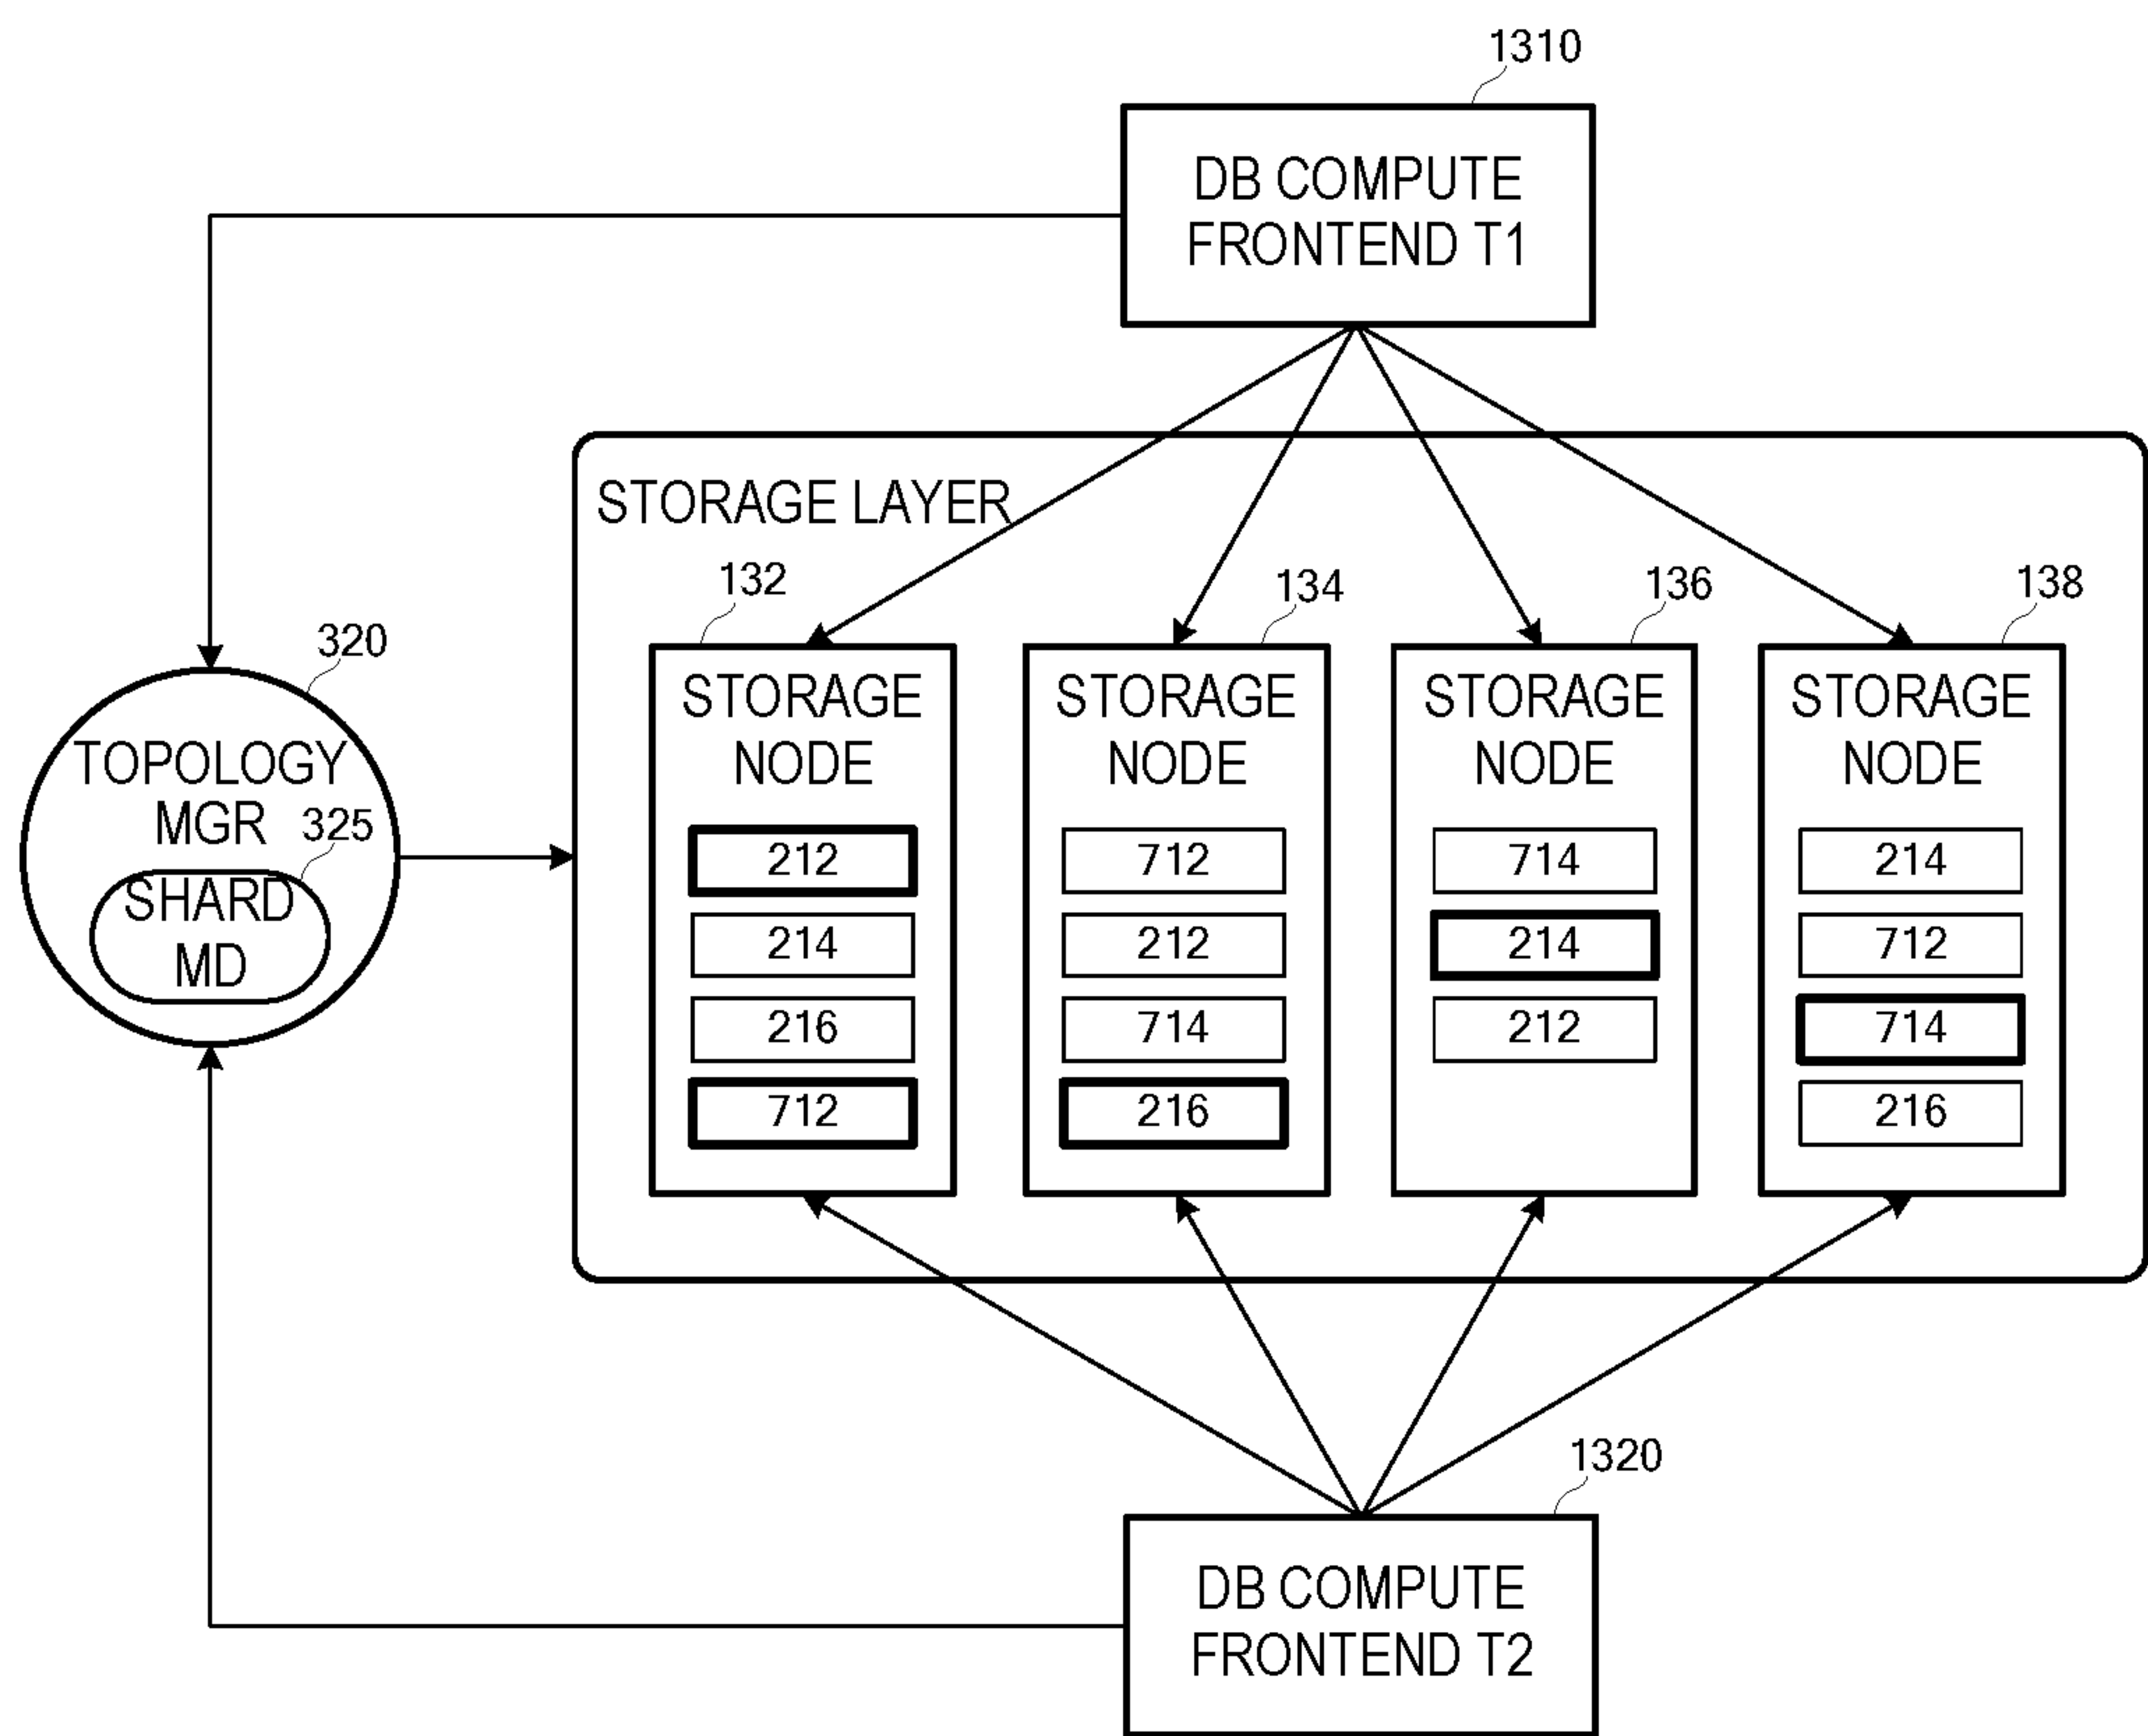 1310
DB COMPUTE
FRONTEND T1
STORAGE LAYER
132
134
136
138
320
TOPOLOGY
MGR
325
SHARD
MD
STORAGE
NODE
212
214
216
712
STORAGE
NODE
712
212
714
216
STORAGE
NODE
714
214
212
STORAGE
NODE
214
712
714
216
1320
DB COMPUTE
FRONTEND T2